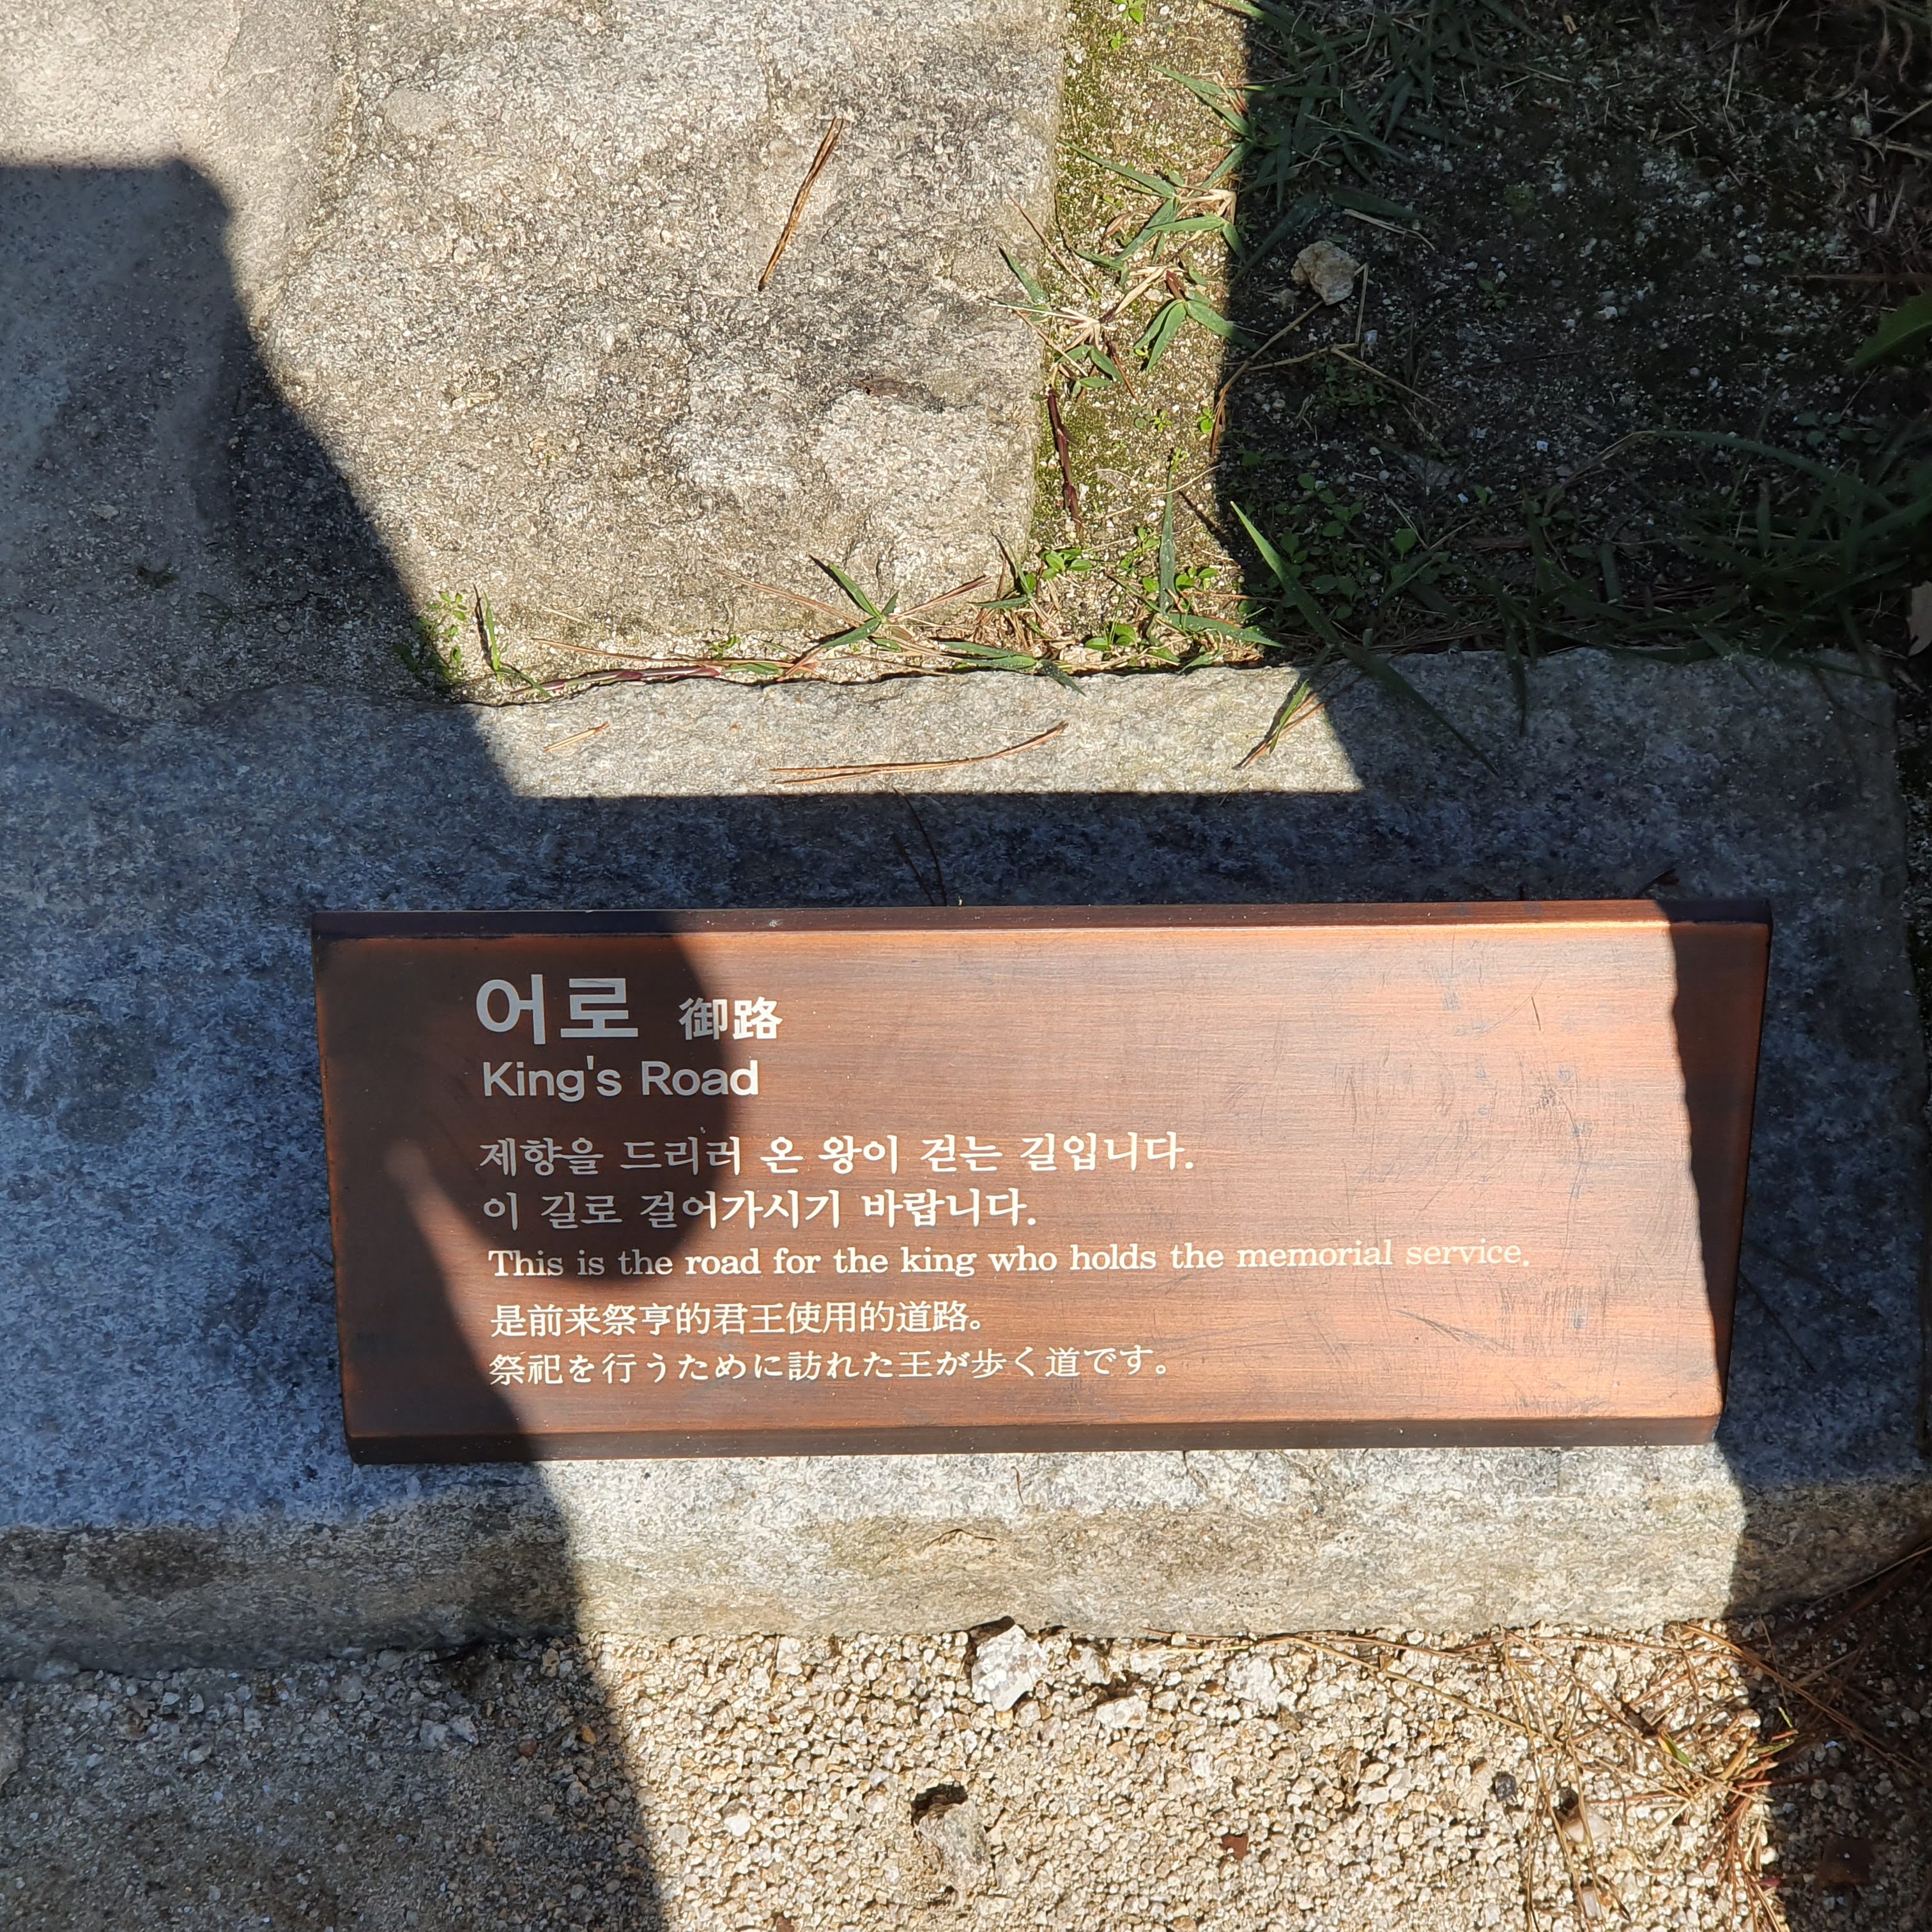 어로 御路
King's Road
제향을 드리러 온 왕이 걷는 길입니다.
이 길로 걸어가시기 바랍니다.
This is the road for the king who holds the memorial service.
是前来祭亨的君王使用的道路。
祭祀を行うために訪れた王が歩く道です。